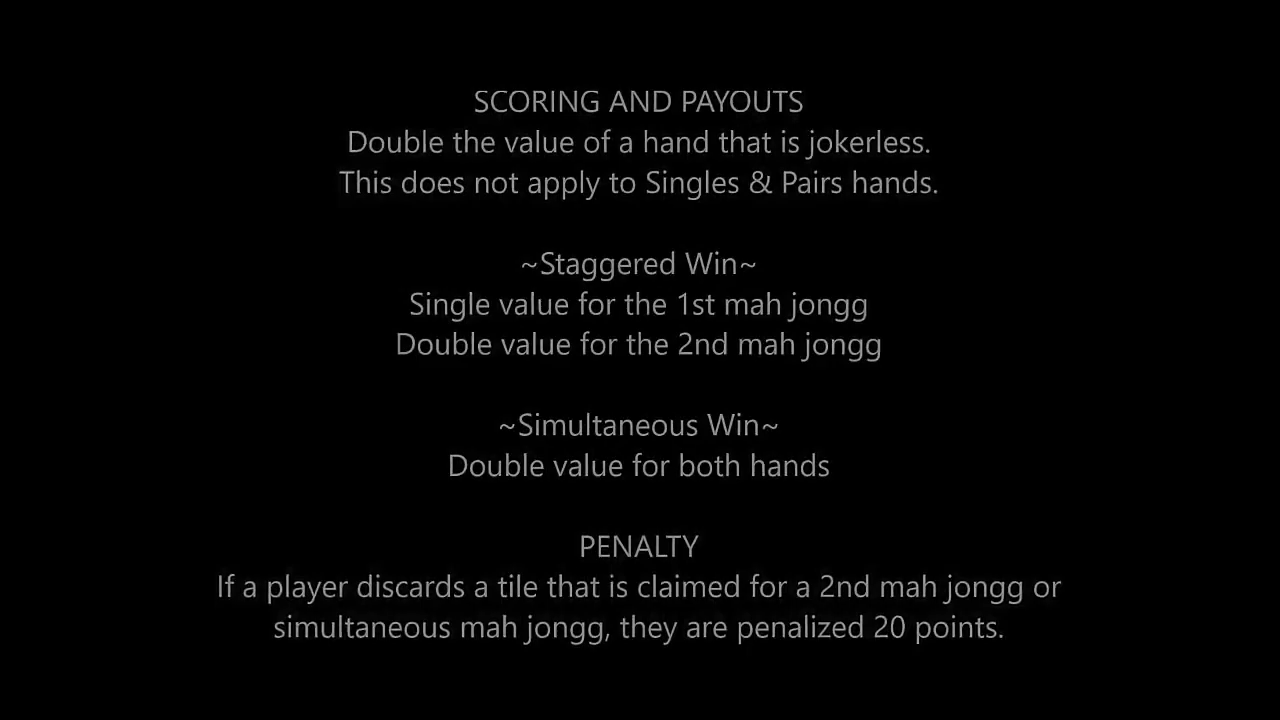 SCORING AND PAYOUTS
Double the value of a hand that is jokerless.
This does not apply to Singles & Pairs hands.
~Staggered Win~
Single value for the 1st mah jongg
Double value for the 2nd mah jongg
~Simultaneous Win~
Double value for both hands
PENALTY
If a player discards a tile that is claimed for a 2nd mah jongg or
simultaneous mah jongg, they are penalized 20 points.